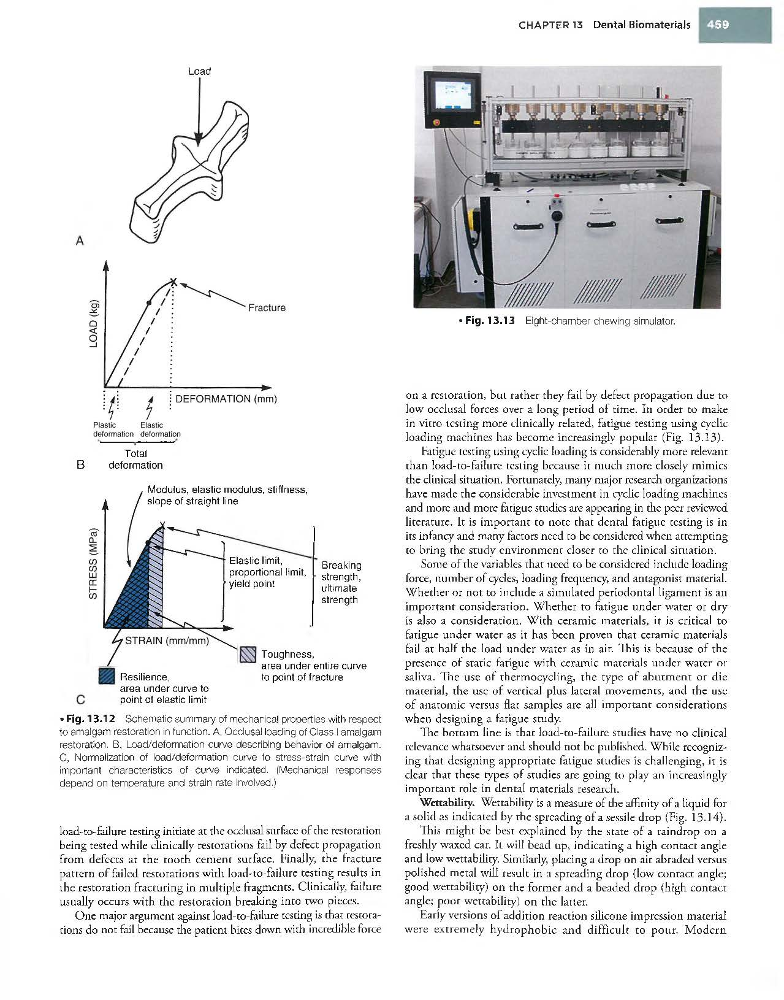 CHAPTER 13 Dental Biomaterials 459
Load
A
LOAD (kg)
Fracture
DEFORMATION (mm)
Plastic
deformation
Elastic
deformation
Total
deformation
B
Modulus, elastic modulus, stiffness,
slope of straight line
STRESS (MPa)
Elastic limit,
proportional limit,
yield point
Breaking
strength,
ultimate
strength
STRAIN (mm/mm)
Toughness,
area under entire curve
to point of fracture
Resilience,
area under curve to
point of elastic limit
C
• Fig. 13.12 Schematic summary of mechanical properties with respect
to amalgam restoration in function. A, Occlusal loading of Class I amalgam
restoration. B, Load/deformation curve describing behavior of amalgam.
C, Normalization of load/deformation curve to stress-strain curve with
important characteristics of curve indicated. (Mechanical responses
depend on temperature and strain rate involved.)
load-to-failure testing initiate at the occlusal surface of the restoration
being tested while clinically restorations fail by defect propagation
from defects at the tooth cement surface. Finally, the fracture
pattern of failed restorations with load-to-failure testing results in
the restoration fracturing in multiple fragments. Clinically, failure
usually occurs with the restoration breaking into two pieces.
One major argument against load-to-failure testing is that restora-
tions do not fail because the patient bites down with incredible force
• Fig. 13.13 Eight-chamber chewing simulator.
on a restoration, but rather they fail by defect propagation due to
low occlusal forces over a long period of time. In order to make
in vitro testing more clinically related, fatigue testing using cyclic
loading machines has become increasingly popular (Fig. 13.13).
Fatigue testing using cyclic loading is considerably more relevant
than load-to-failure testing because it much more closely mimics
the clinical situation. Fortunately, many major research organizations
have made the considerable investment in cyclic loading machines
and more and more fatigue studies are appearing in the peer reviewed
literature. It is important to note that dental fatigue testing is in
its infancy and many factors need to be considered when attempting
to bring the study environment closer to the clinical situation.
Some of the variables that need to be considered include loading
force, number of cycles, loading frequency, and antagonist material.
Whether or not to include a simulated periodontal ligament is an
important consideration. Whether to fatigue under water or dry
is also a consideration. With ceramic materials, it is critical to
fatigue under water as it has been proven that ceramic materials
fail at half the load under water as in air. This is because of the
presence of static fatigue with ceramic materials under water or
saliva. The use of thermocycling, the type of abutment or die
material, the use of vertical plus lateral movements, and the use
of anatomic versus flat samples are all important considerations
when designing a fatigue study.
The bottom line is that load-to-failure studies have no clinical
relevance whatsoever and should not be published. While recogniz-
ing that designing appropriate fatigue studies is challenging, it is
clear that these types of studies are going to play an increasingly
important role in dental materials research.
Wettability. Wettability is a measure of the affinity of a liquid for
a solid as indicated by the spreading of a sessile drop (Fig. 13.14).
This might be best explained by the state of a raindrop on a
freshly waxed car. It will bead up, indicating a high contact angle
and low wettability. Similarly, placing a drop on air abraded versus
polished metal will result in a spreading drop (low contact angle;
good wettability) on the former and a beaded drop (high contact
angle; poor wettability) on the latter.
Early versions of addition reaction silicone impression material
were extremely hydrophobic and difficult to pour. Modern